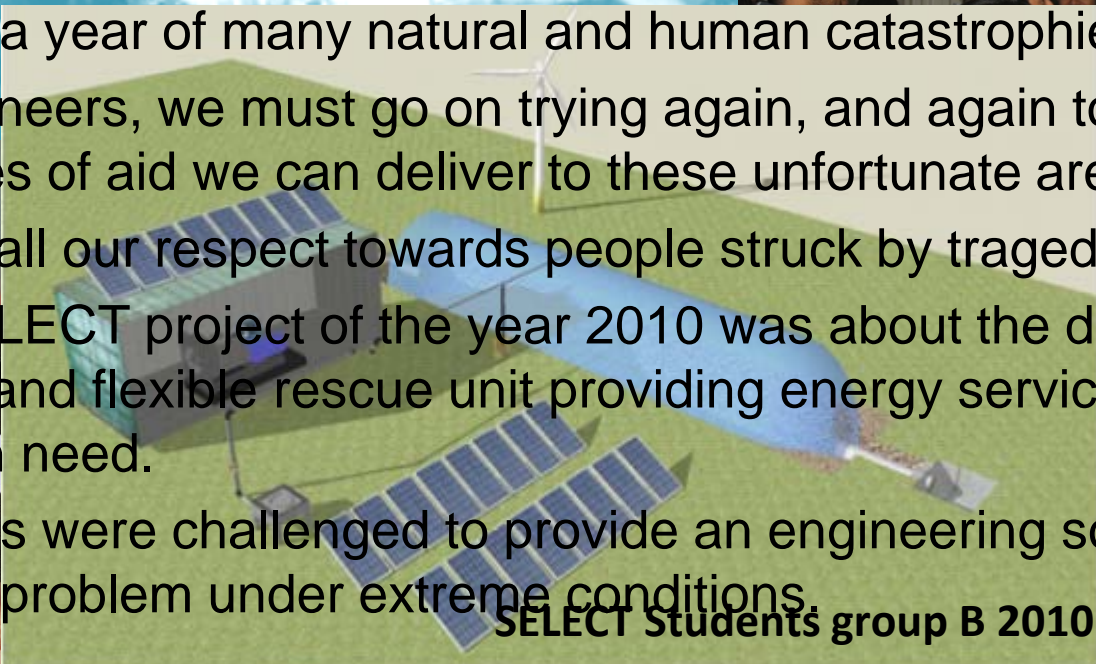 a year of many natural and human catastrophie
neers, we must go on trying again, and again to
es of aid we can deliver to these unfortunate are
all our respect towards people struck by traged
LECT project of the year 2010 was about the d
and flexible rescue unit providing energy servic
need.
s were challenged to provide an engineering so
problem under extreme conditions.
SELECT Students group B 2010